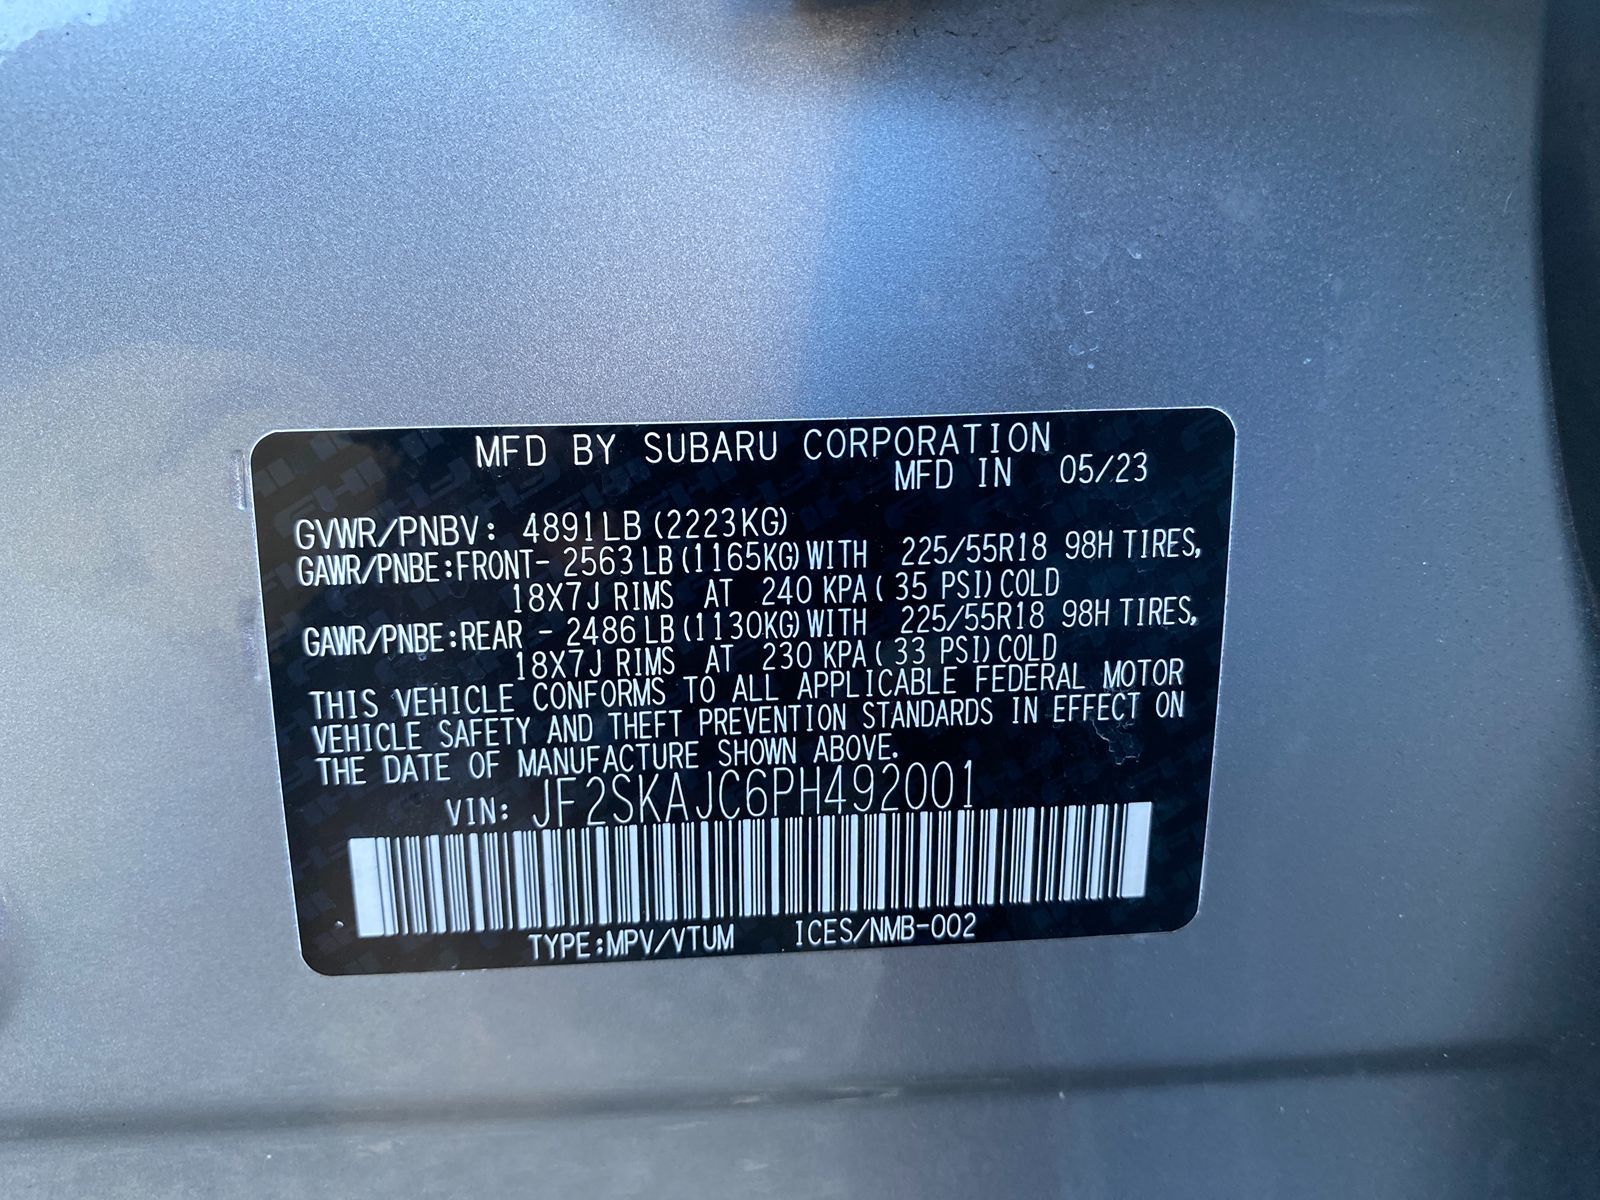 MFD BY SUBARU CORPORATION
MFD IN 05/23
GVWR/PNBV: 4891LB (2223KG)
GAWR/PNBE:FRONT- 2563LB(1165KG)WITH 225/55R18 98H TIRES,
18X7J RIMS AT 240 KPA( 35 PSI)COLD
GAWR/PNBE:REAR - 2486LB(1130KG)WITH 225/55R18 98H TIRES,
18X7J RIMS AT 230 KPA( 33 PSI)COLD
THIS VEHICLE CONFORMS TO ALL APPLICABLE FEDERAL MOTOR
VEHICLE SAFETY AND THEFT PREVENTION STANDARDS IN EFFECT ON
THE DATE OF MANUFACTURE SHOWN ABOVE.
VIN: JF2SKAJC6PH492001
TYPE:MPV/VTUM ICES/NMB-002